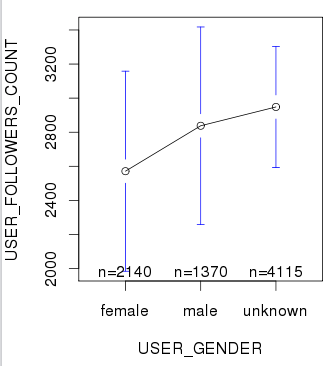 USER_FOLLOWERS_COUNT
3200
2800
2400
2000
n=2140 n=1370 n=4115
female male unknown
USER_GENDER